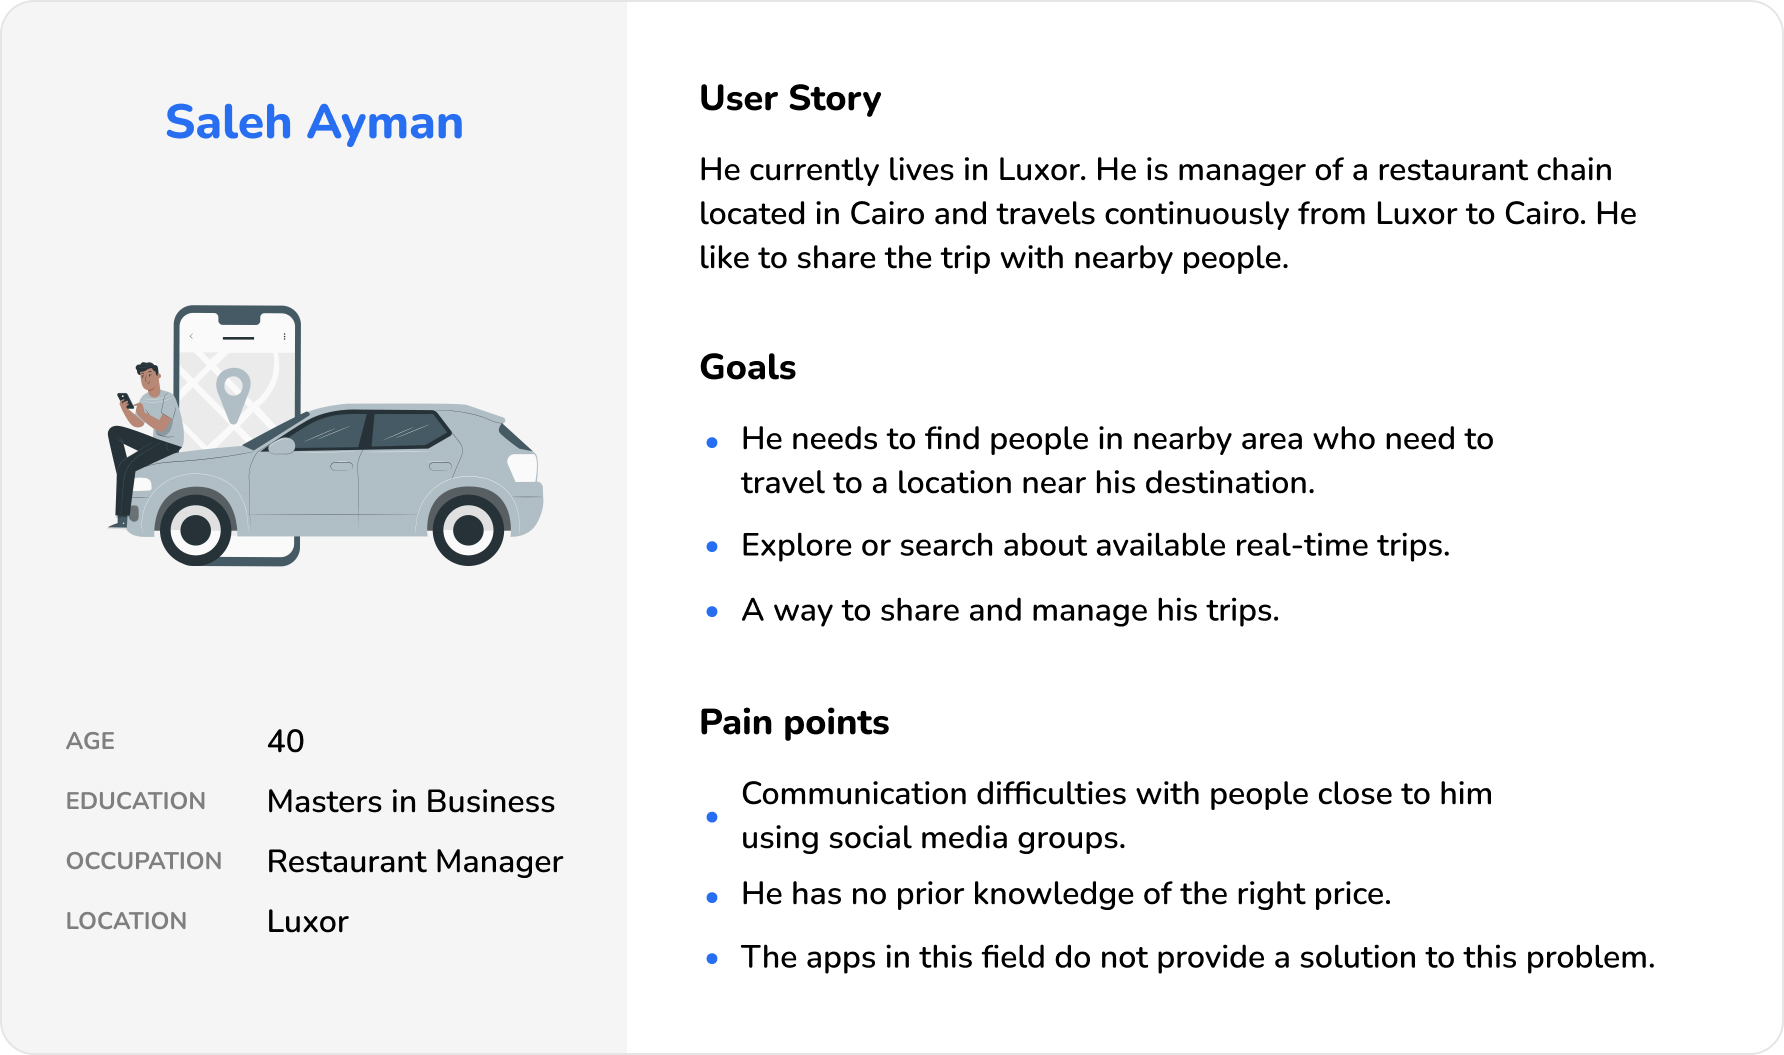 Saleh Ayman
AGE 40
EDUCATION Masters in Business
OCCUPATION Restaurant Manager
LOCATION Luxor
User Story
He currently lives in Luxor. He is manager of a restaurant chain
located in Cairo and travels continuously from Luxor to Cairo. He
like to share the trip with nearby people.
Goals
• He needs to find people in nearby area who need to
travel to a location near his destination.
• Explore or search about available real-time trips.
• A way to share and manage his trips.
Pain points
• Communication difficulties with people close to him
using social media groups.
• He has no prior knowledge of the right price.
• The apps in this field do not provide a solution to this problem.